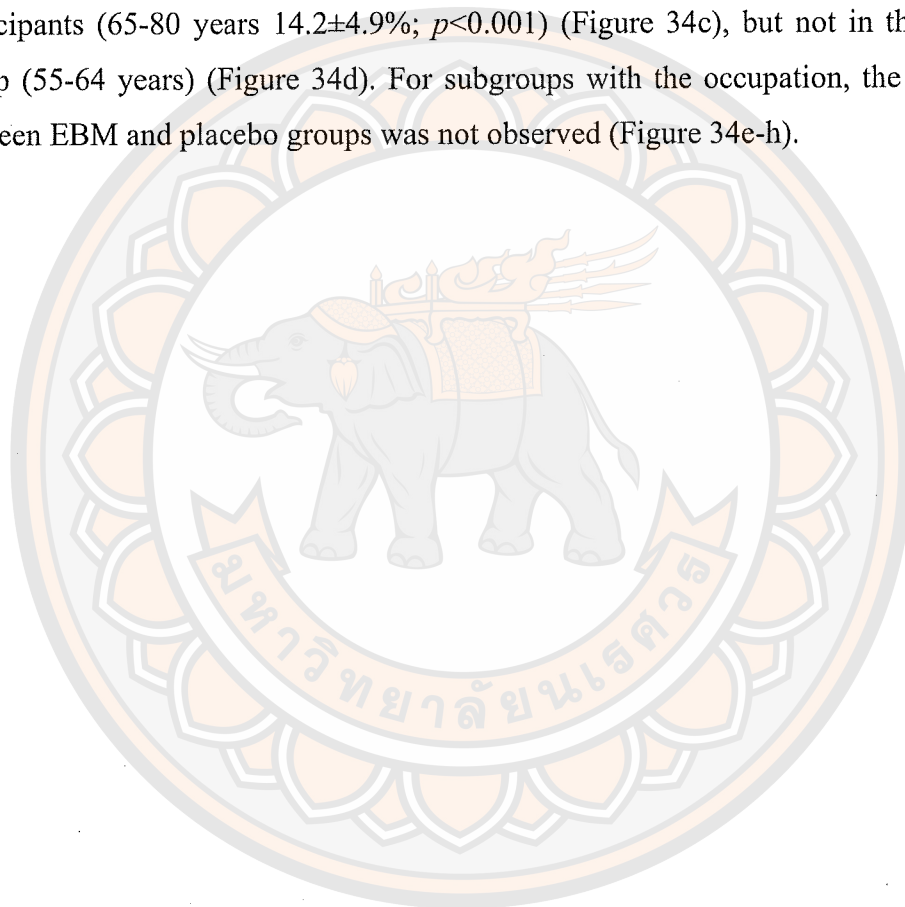 cipants (65-80 years 14.2±4.9%; p<0.001) (Figure 34c), but not in th
p (55-64 years) (Figure 34d). For subgroups with the occupation, the
een EBM and placebo groups was not observed (Figure 34e-h).
มหาวิทยาลัยนเรศวร